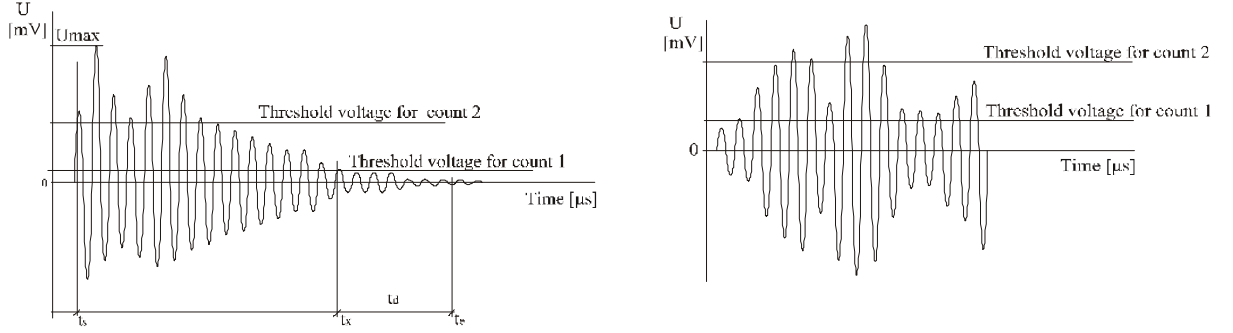 U
[mV]
Umax
Threshold voltage for count 2
Threshold voltage for count 1
0
Time [µs]
td
ts
tx
te
U
[mV]
Threshold voltage for count 2
Threshold voltage for count 1
0
Time [µs]